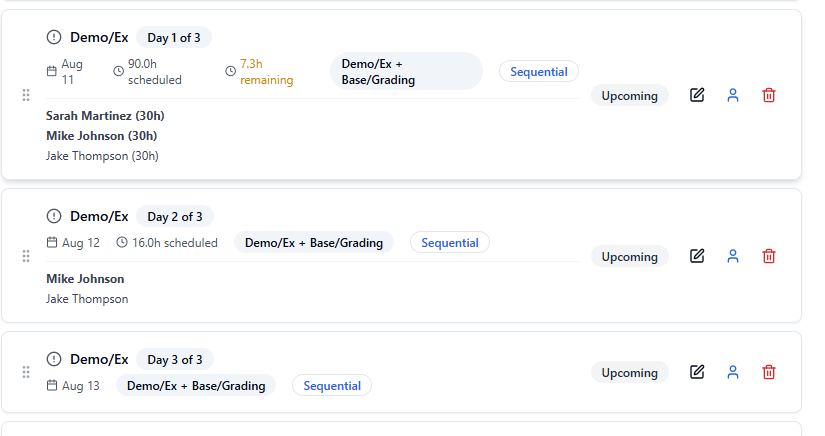 Demo/Ex Day 1 of 3
Aug 11 90.0h scheduled 7.3h remaining Demo/Ex + Base/Grading Sequential
Upcoming
Sarah Martinez (30h)
Mike Johnson (30h)
Jake Thompson (30h)
Demo/Ex Day 2 of 3
Aug 12 16.0h scheduled Demo/Ex + Base/Grading Sequential
Upcoming
Mike Johnson
Jake Thompson
Demo/Ex Day 3 of 3
Upcoming
Aug 13 Demo/Ex + Base/Grading Sequential